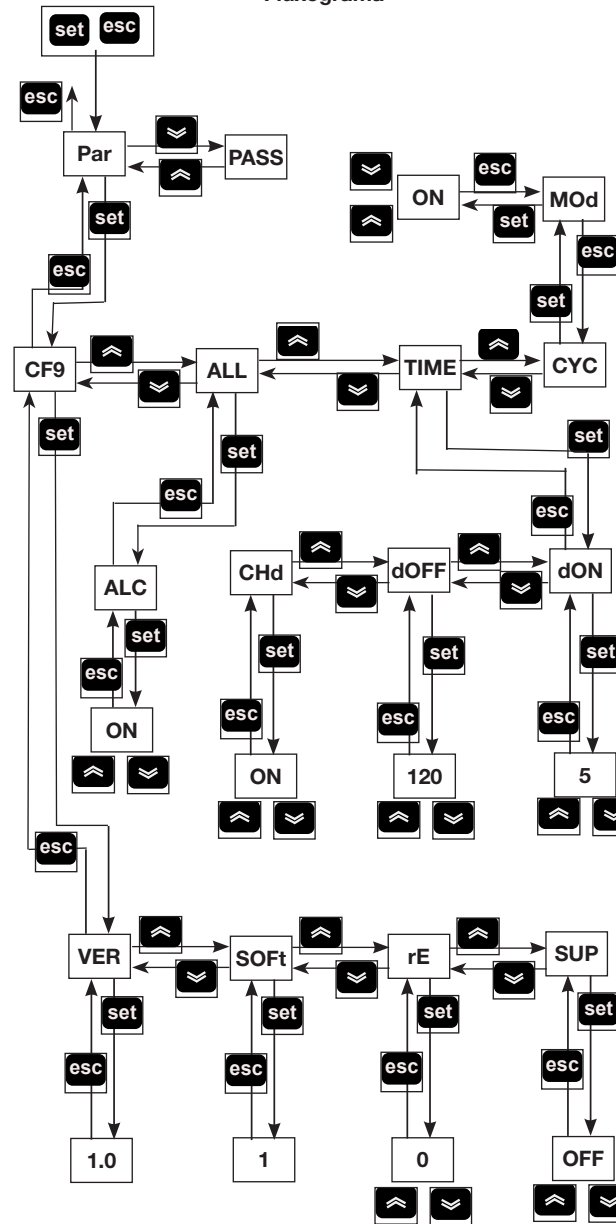 Fluxograma
set esc
esc
Par
PASS
esc
ON
MOd
set
set
esc
esc
set
CF9
ALL
TIME
CYC
set
set
set
esc
esc
ALC
CHd
dOFF
dON
set
set
set
set
esc
esc
esc
esc
ON
ON
120
5
esc
VER
SOFt
rE
SUP
set
set
set
set
esc
esc
esc
esc
1.0
1
0
OFF